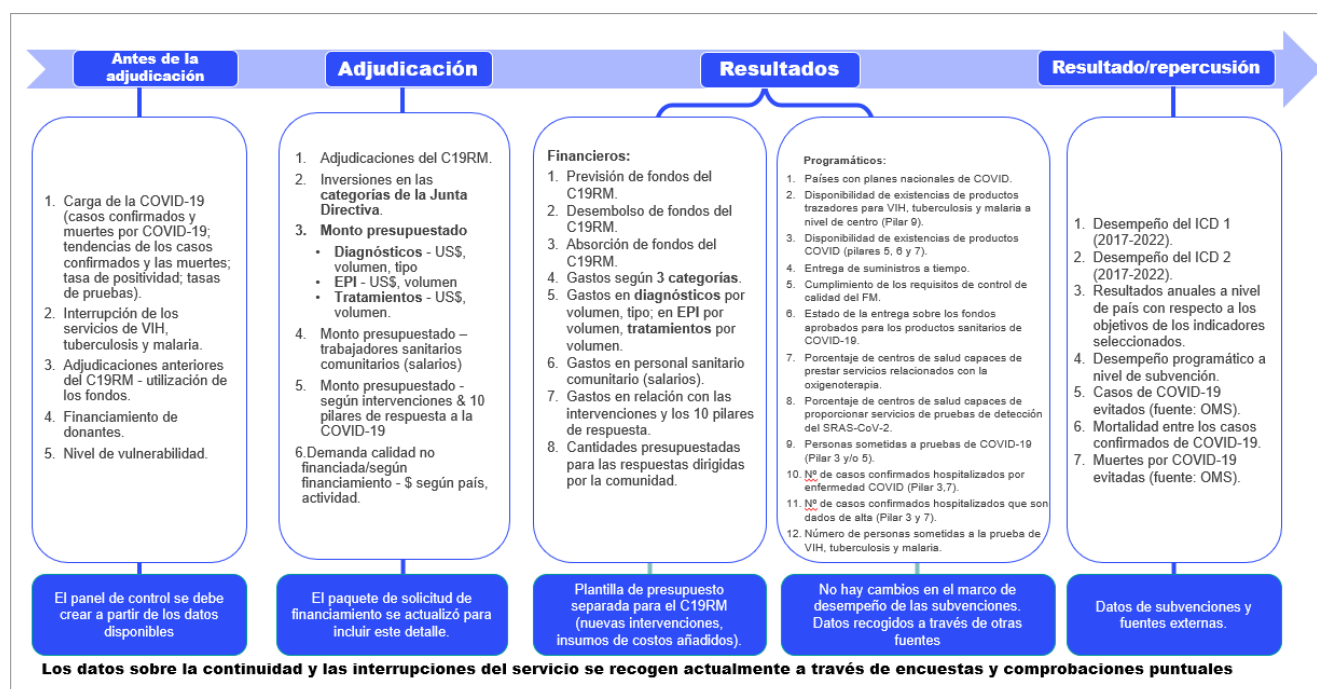 Antes de la
adjudicación
Adjudicación
Resultados
Resultado/repercusión
1. Carga de la COVID-19
(casos confirmados y
muertes por COVID-19;
tendencias de los casos
confirmados y las muertes;
tasa de positividad; tasas
de pruebas).
2. Interrupción de los
servicios de VIH,
tuberculosis y malaria.
3. Adjudicaciones anteriores
del C19RM - utilización de
los fondos.
4. Financiamiento de
donantes.
5. Nivel de vulnerabilidad.
1. Adjudicaciones del C19RM.
2. Inversiones en las
categorías de la Junta
Directiva.
3. Monto presupuestado
• Diagnósticos - US$,
volumen, tipo
• EPI - US$, volumen
• Tratamientos - US$,
volumen.
4. Monto presupuestado –
trabajadores sanitarios
comunitarios (salarios)
5. Monto presupuestado -
según intervenciones & 10
pilares de respuesta a la
COVID-19
6.Demanda calidad no
financiada/según
financiamiento - $ según país,
actividad.
Financieros:
1. Previsión de fondos del
C19RM.
2. Desembolso de fondos del
C19RM.
3. Absorción de fondos del
C19RM.
4. Gastos según 3 categorías.
5. Gastos en diagnósticos por
volumen, tipo; en EPI por
volumen, tratamientos por
volumen.
6. Gastos en personal sanitario
comunitario (salarios).
7. Gastos en relación con las
intervenciones y los 10 pilares
de respuesta.
8. Cantidades presupuestadas
para las respuestas dirigidas
por la comunidad.
Programáticos:
1. Países con planes nacionales de COVID.
2. Disponibilidad de existencias de productos
trazadores para VIH, tuberculosis y malaria a
nivel de centro (Pilar 9).
3. Disponibilidad de existencias de productos
COVID (pilares 5, 6 y 7).
4. Entrega de suministros a tiempo.
5. Cumplimiento de los requisitos de control de
calidad del FM.
6. Estado de la entrega sobre los fondos
aprobados para los productos sanitarios de
COVID-19.
7. Porcentaje de centros de salud capaces de
prestar servicios relacionados con la
oxigenoterapia.
8. Porcentaje de centros de salud capaces de
proporcionar servicios de pruebas de detección
del SRAS-CoV-2.
9. Personas sometidas a pruebas de COVID-19
(Pilar 3 y/o 5).
10. Nº de casos confirmados hospitalizados por
enfermedad COVID (Pilar 3,7).
11. Nº de casos confirmados hospitalizados que son
dados de alta (Pilar 3 y 7).
12. Número de personas sometidas a la prueba de
VIH, tuberculosis y malaria.
1. Desempeño del ICD 1
(2017-2022).
2. Desempeño del ICD 2
(2017-2022).
3. Resultados anuales a nivel
de país con respecto a los
objetivos de los indicadores
seleccionados.
4. Desempeño programático a
nivel de subvención.
5. Casos de COVID-19
evitados (fuente: OMS).
6. Mortalidad entre los casos
confirmados de COVID-19.
7. Muertes por COVID-19
evitadas (fuente: OMS).
El panel de control se debe
crear a partir de los datos
disponibles
El paquete de solicitud de
financiamiento se actualizó para
incluir este detalle.
Plantilla de presupuesto
separada para el C19RM
(nuevas intervenciones,
insumos de costos añadidos).
No hay cambios en el marco de
desempeño de las subvenciones.
Datos recogidos a través de otras
fuentes
Datos de subvenciones y
fuentes externas.
Los datos sobre la continuidad y las interrupciones del servicio se recogen actualmente a través de encuestas y comprobaciones puntuales